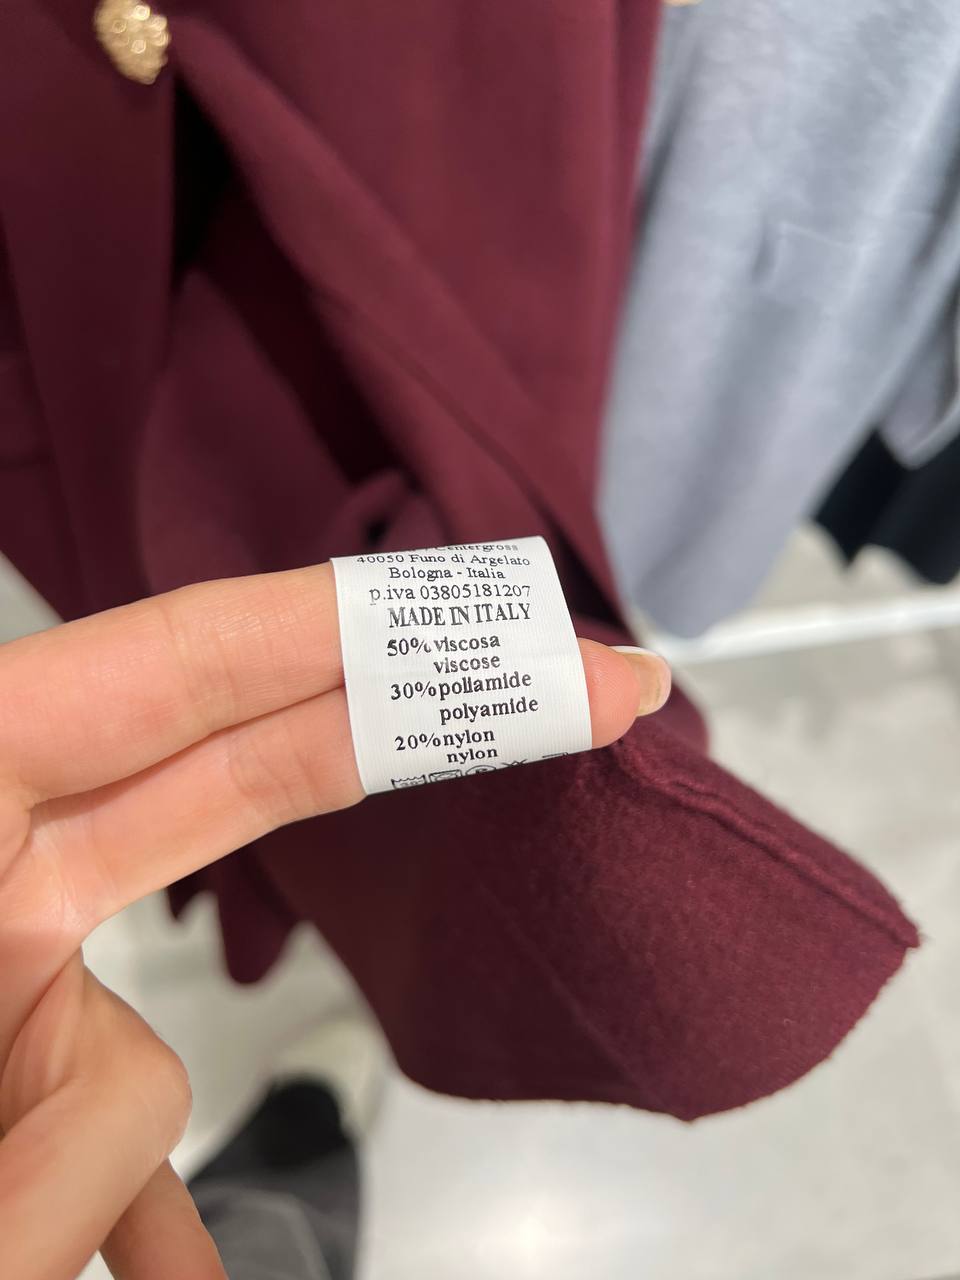 Centergross
40050 Funo di Argelato
Bologna - Italia
p.iva 03805181207
MADE IN ITALY
50% viscosa
viscose
30% poliamide
polyamide
20% nylon
nylon